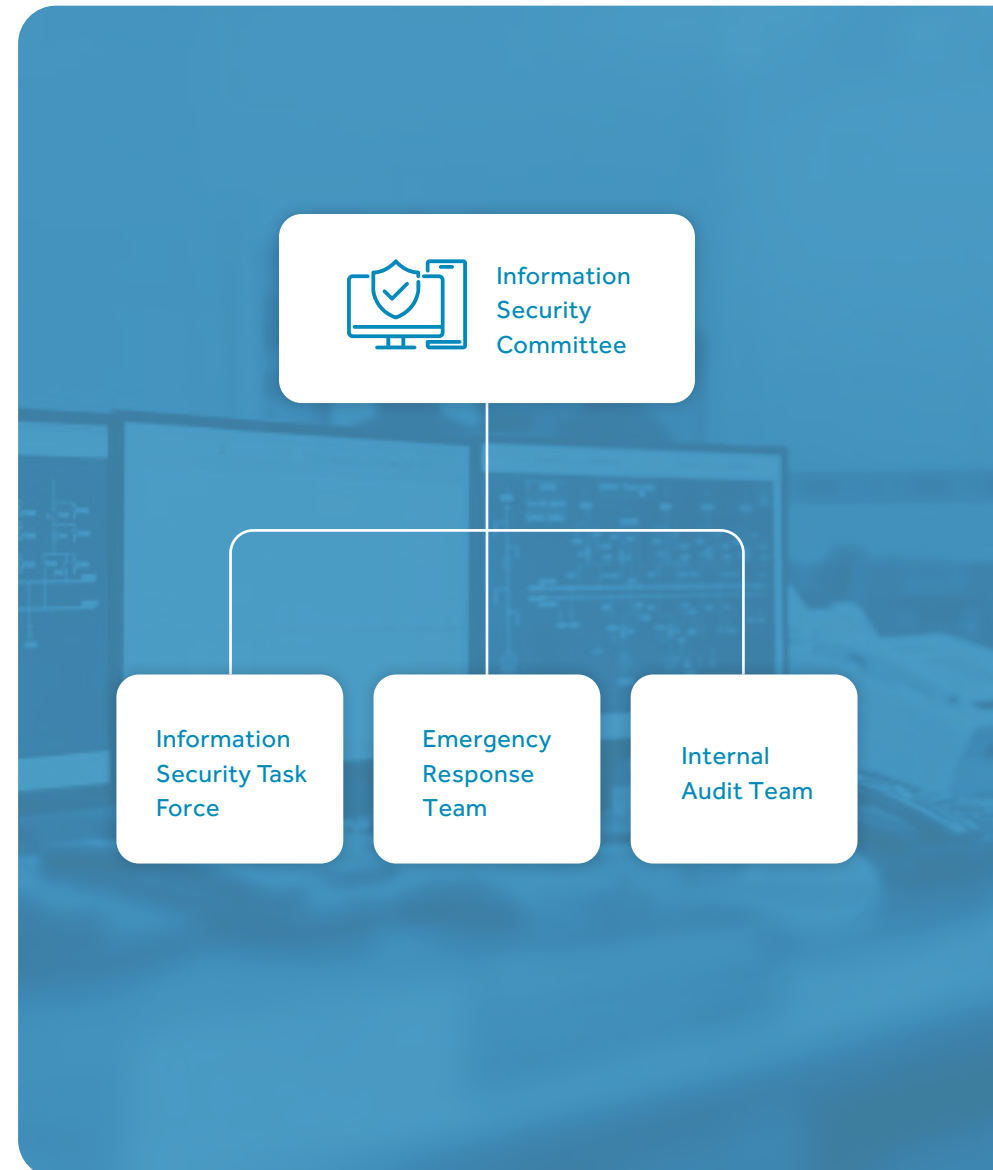 Information
Security
Committee
Information
Security Task
Force
Emergency
Response
Team
Internal
Audit Team